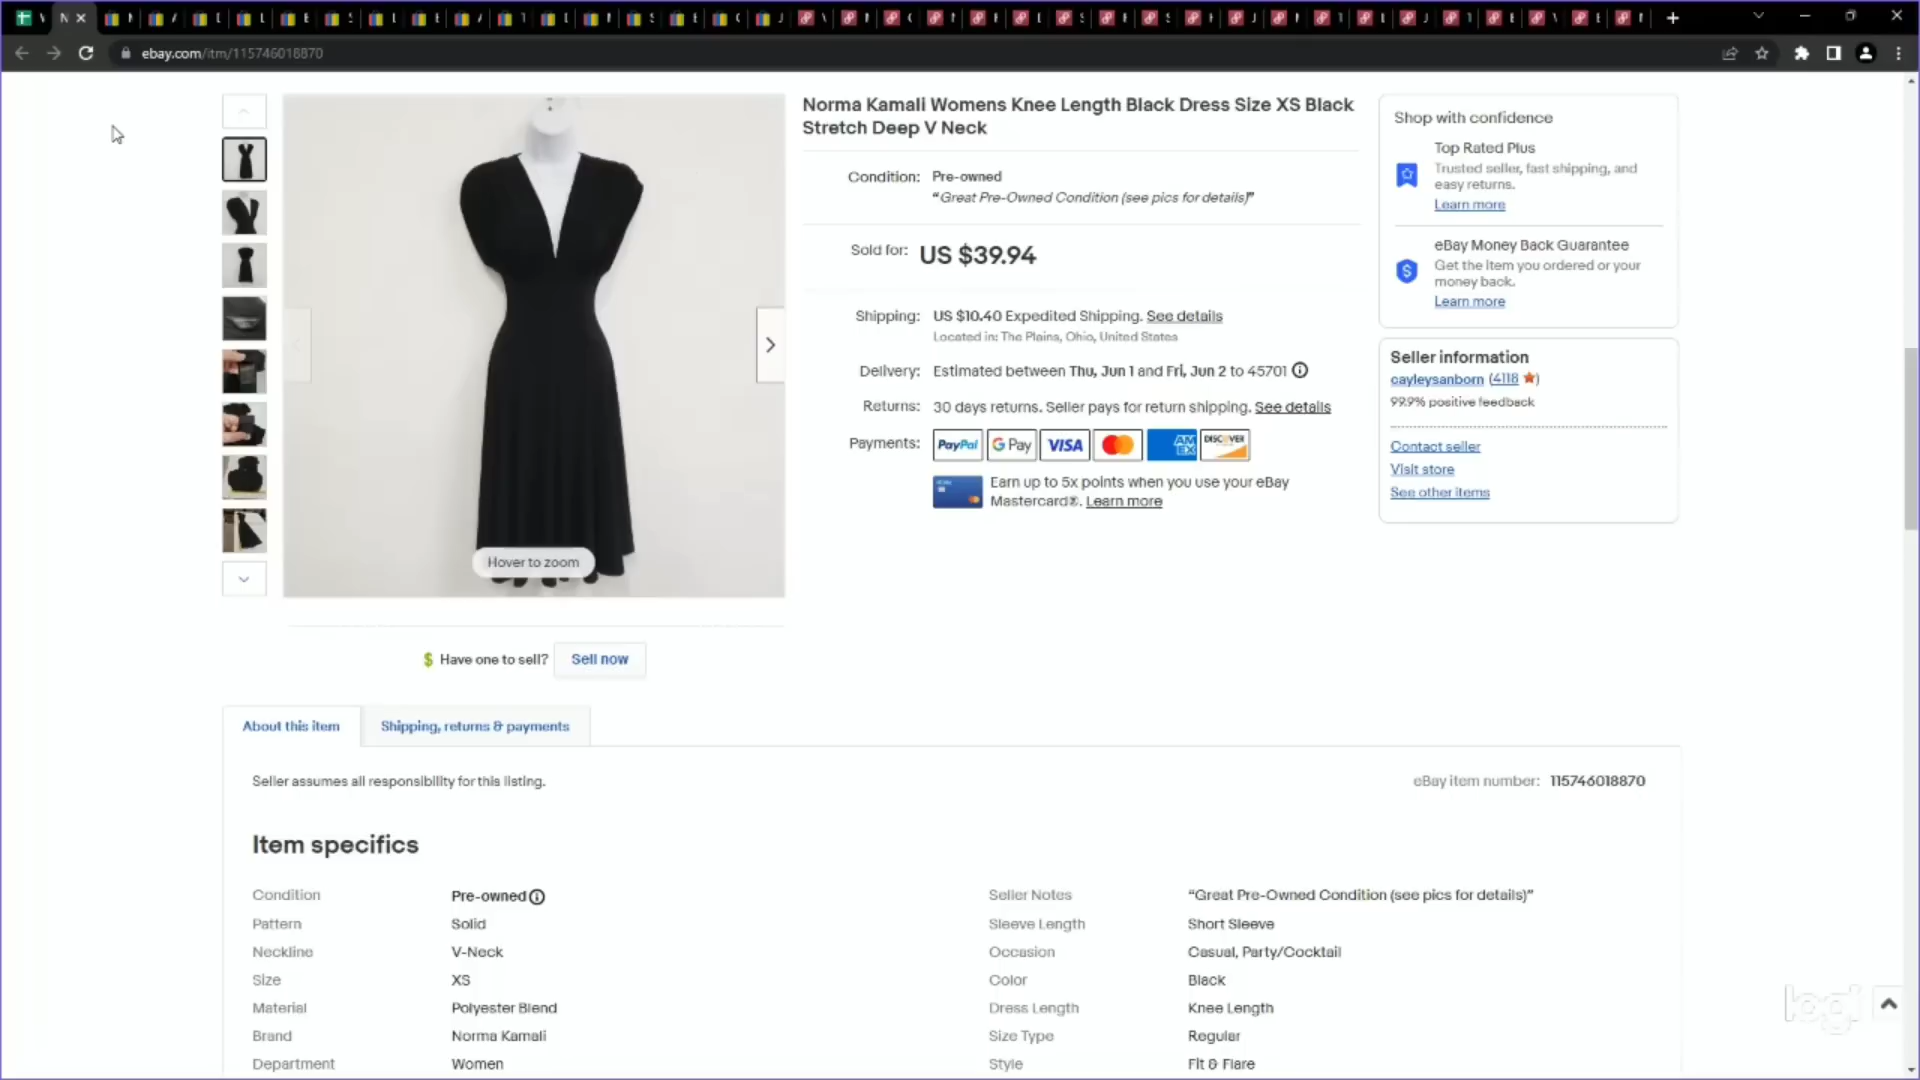 ebay.com/itm/115746018870
Norma Kamali Womens Knee Length Black Dress Size XS Black
Stretch Deep V Neck
Condition: Pre-owned
“Great Pre-Owned Condition (see pics for details)”
Sold for: US $39.94
Shipping: US $10.40 Expedited Shipping. See details
Located in: The Plains, Ohio, United States
Delivery: Estimated between Thu, Jun 1 and Fri, Jun 2 to 45701
Returns: 30 days returns. Seller pays for return shipping. See details
Payments: PayPal G Pay VISA AM EX DISCOVER
Earn up to 5x points when you use your eBay
Mastercard®. Learn more
Shop with confidence
Top Rated Plus
Trusted seller, fast shipping, and
easy returns.
Learn more
eBay Money Back Guarantee
Get the item you ordered or your
money back.
Learn more
Seller information
cayleysanborn (4118)
99.9% positive feedback
Contact seller
Visit store
See other items
Hover to zoom
Have one to sell? Sell now
About this item Shipping, returns & payments
Seller assumes all responsibility for this listing.
eBay item number: 115746018870
Item specifics
Condition Pre-owned
Seller Notes “Great Pre-Owned Condition (see pics for details)”
Pattern Solid
Sleeve Length Short Sleeve
Neckline V-Neck
Occasion Casual, Party/Cocktail
Size XS
Color Black
Material Polyester Blend
Dress Length Knee Length
Brand Norma Kamali
Size Type Regular
Department Women
Style Fit & Flare
logi